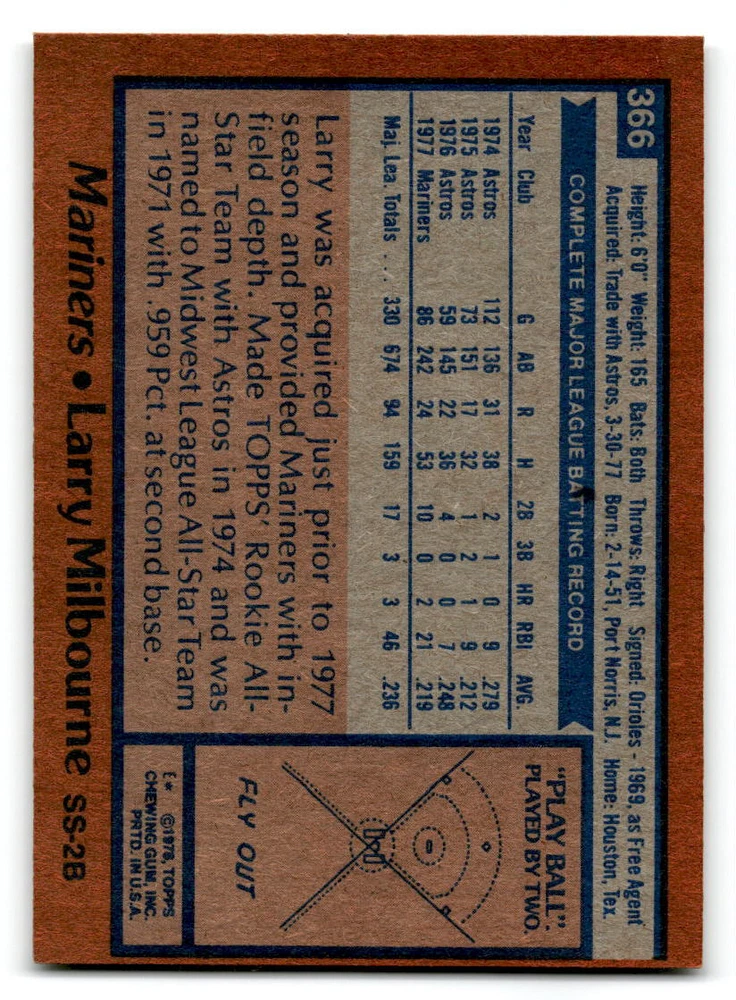 366
Height: 6'0" Weight: 165 Bats: Both Throws: Right Signed: Orioles - 1969, as Free Agent
Acquired: Trade with Astros, 3-30-77 Born: 2-14-51, Port Norris, N.J. Home: Houston, Tex.
COMPLETE MAJOR LEAGUE BATTING RECORD
Year Club G AB R H 2B 3B HR RBI AVG.
1974 Astros 112 136 31 38 2 1 0 9 .279
1975 Astros 73 151 17 32 1 2 1 9 .212
1976 Astros 59 145 22 36 4 0 0 7 .248
1977 Mariners 86 242 24 53 10 0 2 21 .219
Maj. Lea. Totals . . . 330 674 94 159 17 3 3 46 .236
Larry was acquired just prior to 1977
season and provided Mariners with in-
field depth. Made TOPPS' Rookie All-
Star Team with Astros in 1974 and was
named to Midwest League All-Star Team
in 1971 with .959 Pct. at second base.
"PLAY BALL".
PLAYED BY TWO.
FLY OUT
E* ©1978, TOPPS
CHEWING GUM, INC.
PRTD. IN U.S.A.
Mariners • Larry Milbourne SS-2B